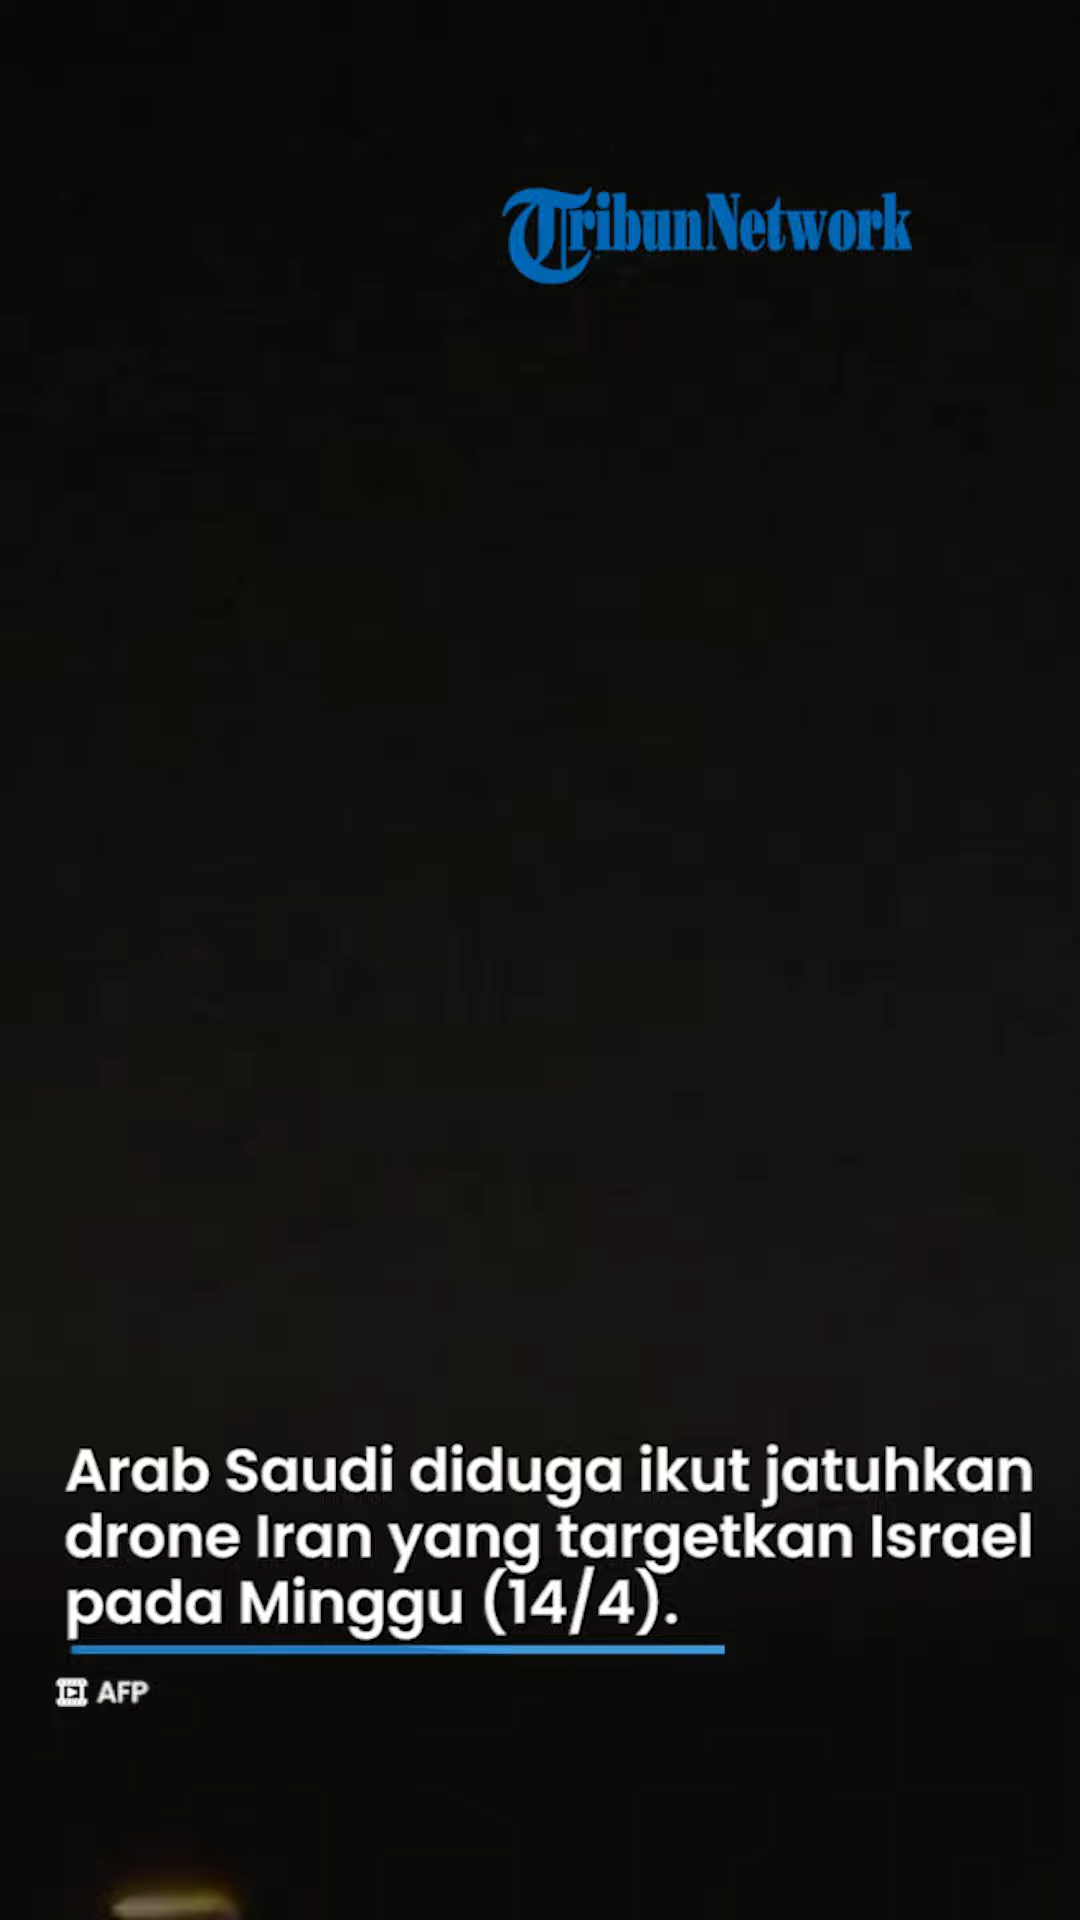 TribunNetwork
Arab Saudi diduga ikut jatuhkan
drone Iran yang targetkan Israel
pada Minggu (14/4).
AFP